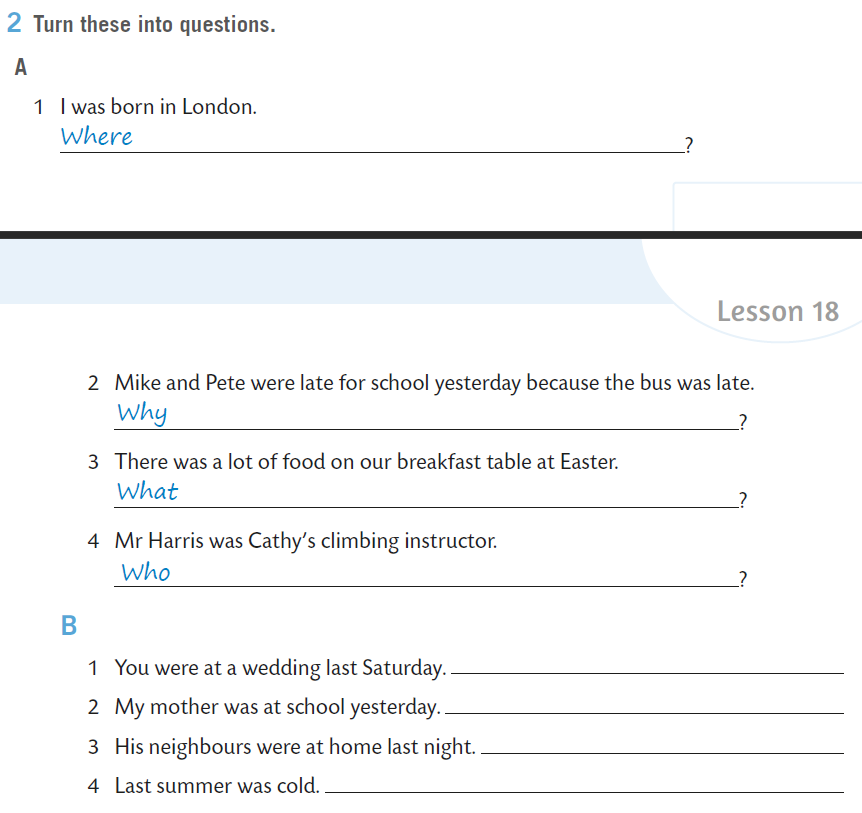 2 Turn these into questions.
A
1 I was born in London.
Where ?
Lesson 18
2 Mike and Pete were late for school yesterday because the bus was late.
Why ?
3 There was a lot of food on our breakfast table at Easter.
What ?
4 Mr Harris was Cathy's climbing instructor.
Who ?
B
1 You were at a wedding last Saturday.
2 My mother was at school yesterday.
3 His neighbours were at home last night.
4 Last summer was cold.